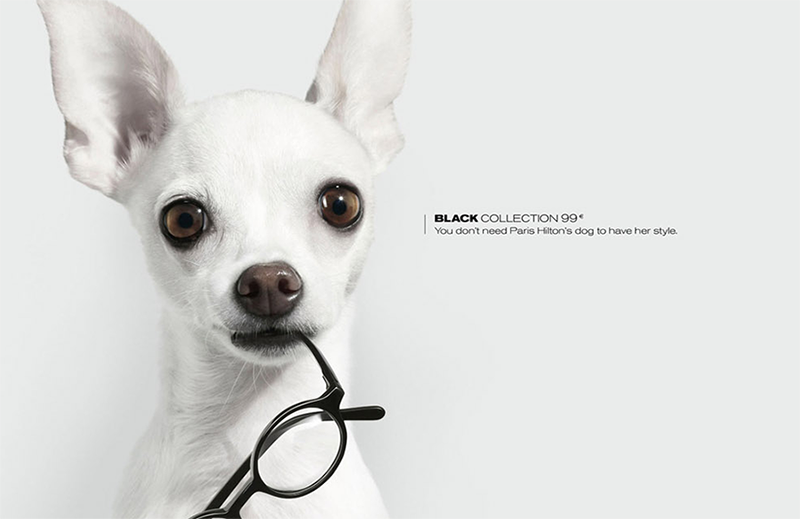 BLACK COLLECTION 99€
You don't need Paris Hilton's dog to have her style.